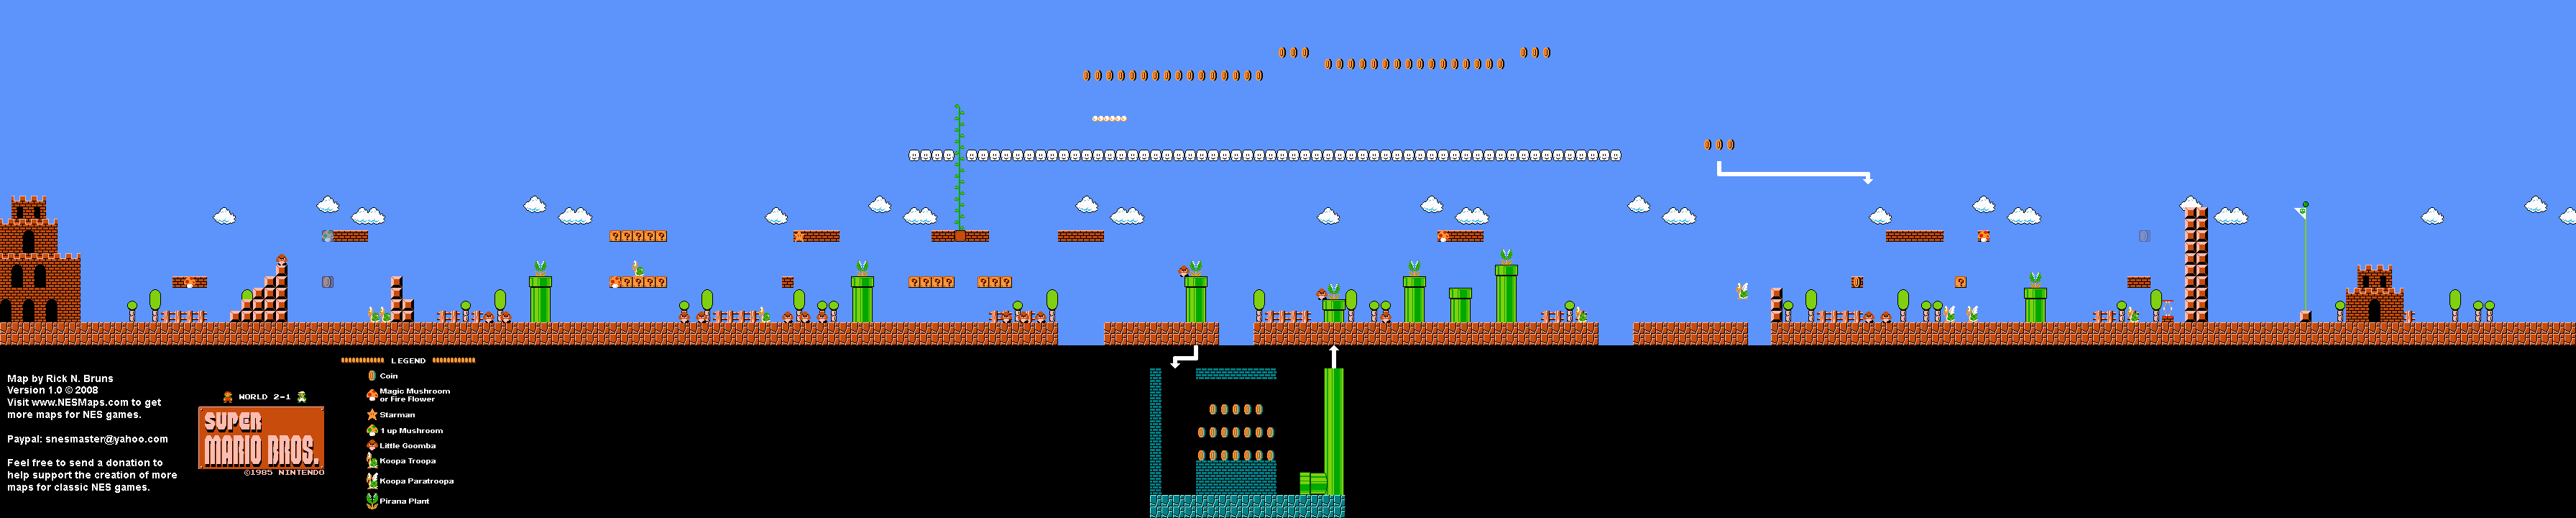 Map by Rick N. Bruns
Version 1.0 © 2008
Visit www.NESMaps.com to get
more maps for NES games.
Paypal: snesmaster@yahoo.com
Feel free to send a donation to
help support the creation of more
maps for classic NES games.
WORLD 2-1
SUPER
MARIO BROS.
©1985 NINTENDO
LEGEND
Coin
Magic Mushroom
or Fire Flower
Starman
1 up Mushroom
Little Goomba
Koopa Troopa
Koopa Paratroopa
Pirana Plant